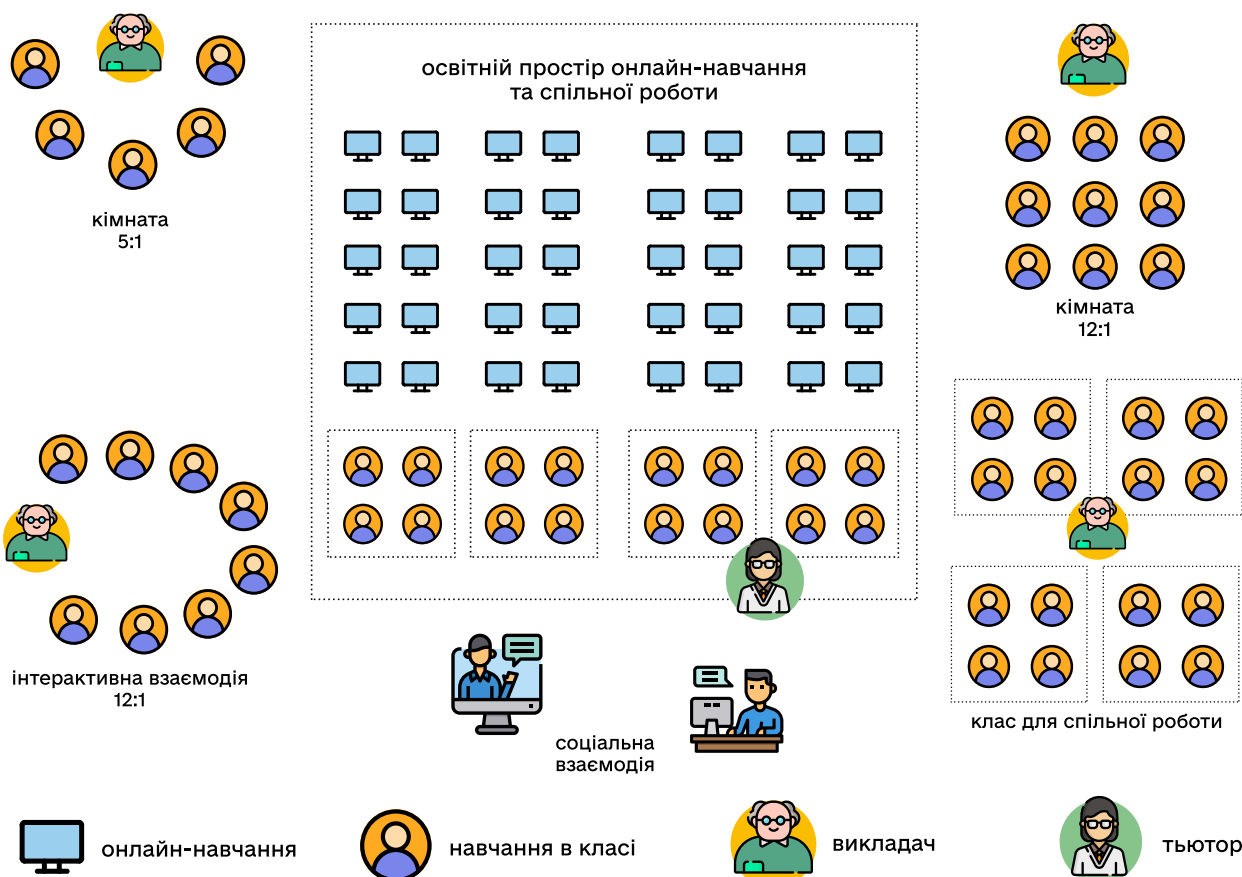 освітній простір онлайн-навчання
та спільної роботи
кімната
5:1
кімната
12:1
інтерактивна взаємодія
12:1
клас для спільної роботи
соціальна
взаємодія
онлайн-навчання
навчання в класі
викладач
тьютор